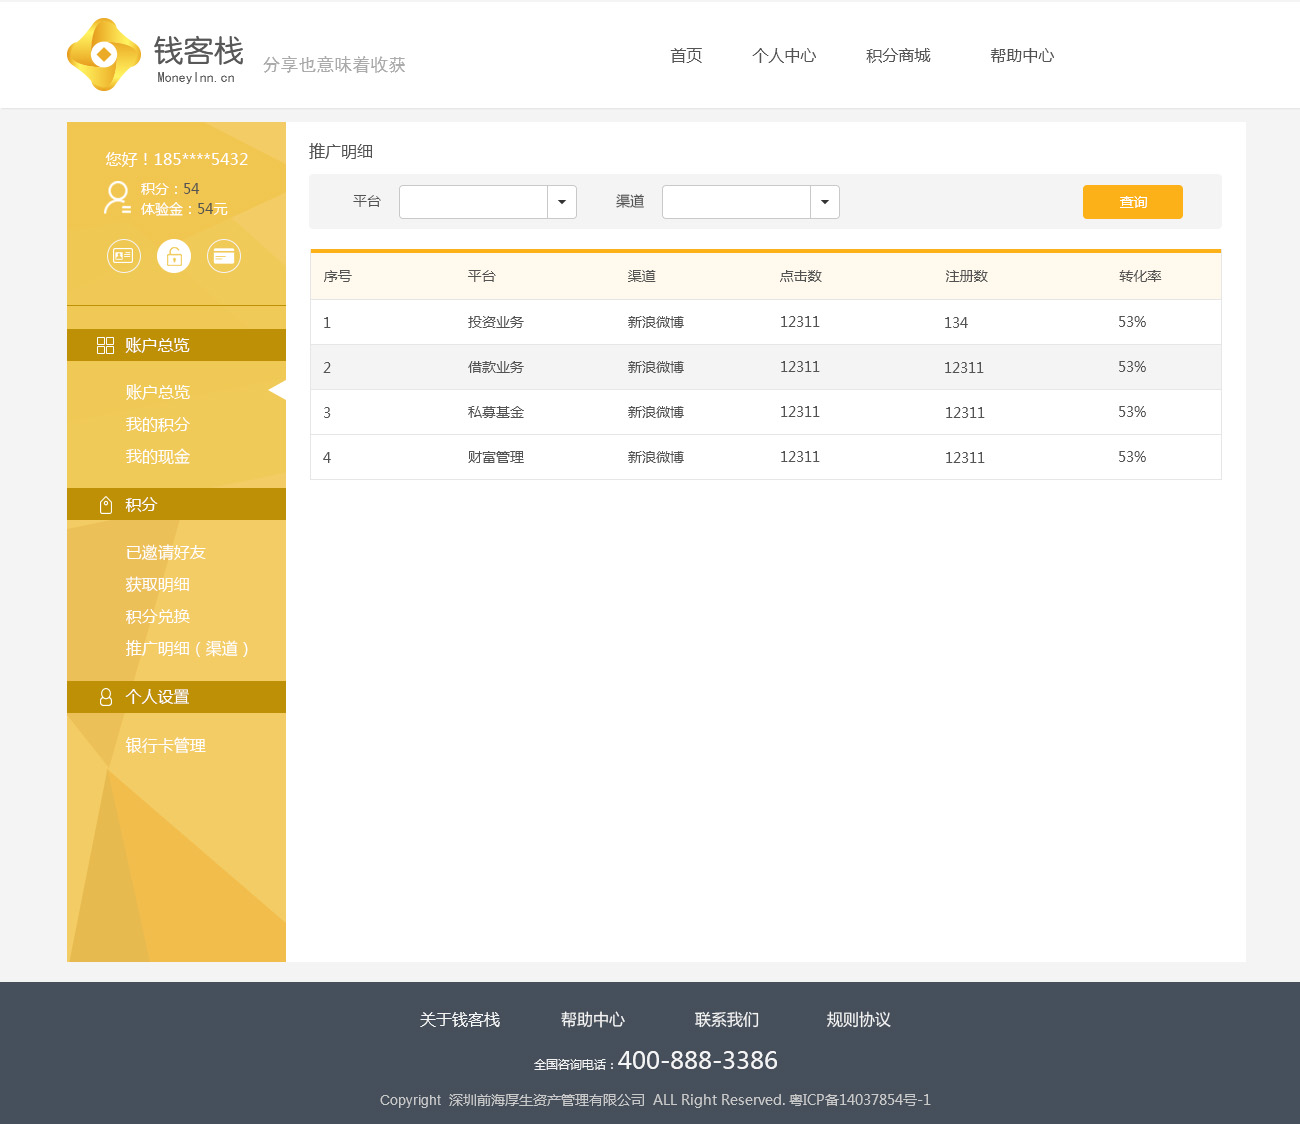 钱客栈
MoneyInn.cn
分享也意味着收获
首页 个人中心 积分商城 帮助中心
您好！185****5432
积分：54
体验金：54元
账户总览
账户总览
我的积分
我的现金
积分
已邀请好友
获取明细
积分兑换
推广明细（渠道）
个人设置
银行卡管理
推广明细
平台 渠道 查询
序号 平台 渠道 点击数 注册数 转化率
1 投资业务 新浪微博 12311 134 53%
2 借款业务 新浪微博 12311 12311 53%
3 私募基金 新浪微博 12311 12311 53%
4 财富管理 新浪微博 12311 12311 53%
关于钱客栈 帮助中心 联系我们 规则协议
全国咨询电话：400-888-3386
Copyright 深圳前海厚生资产管理有限公司 ALL Right Reserved. 粤ICP备14037854号-1